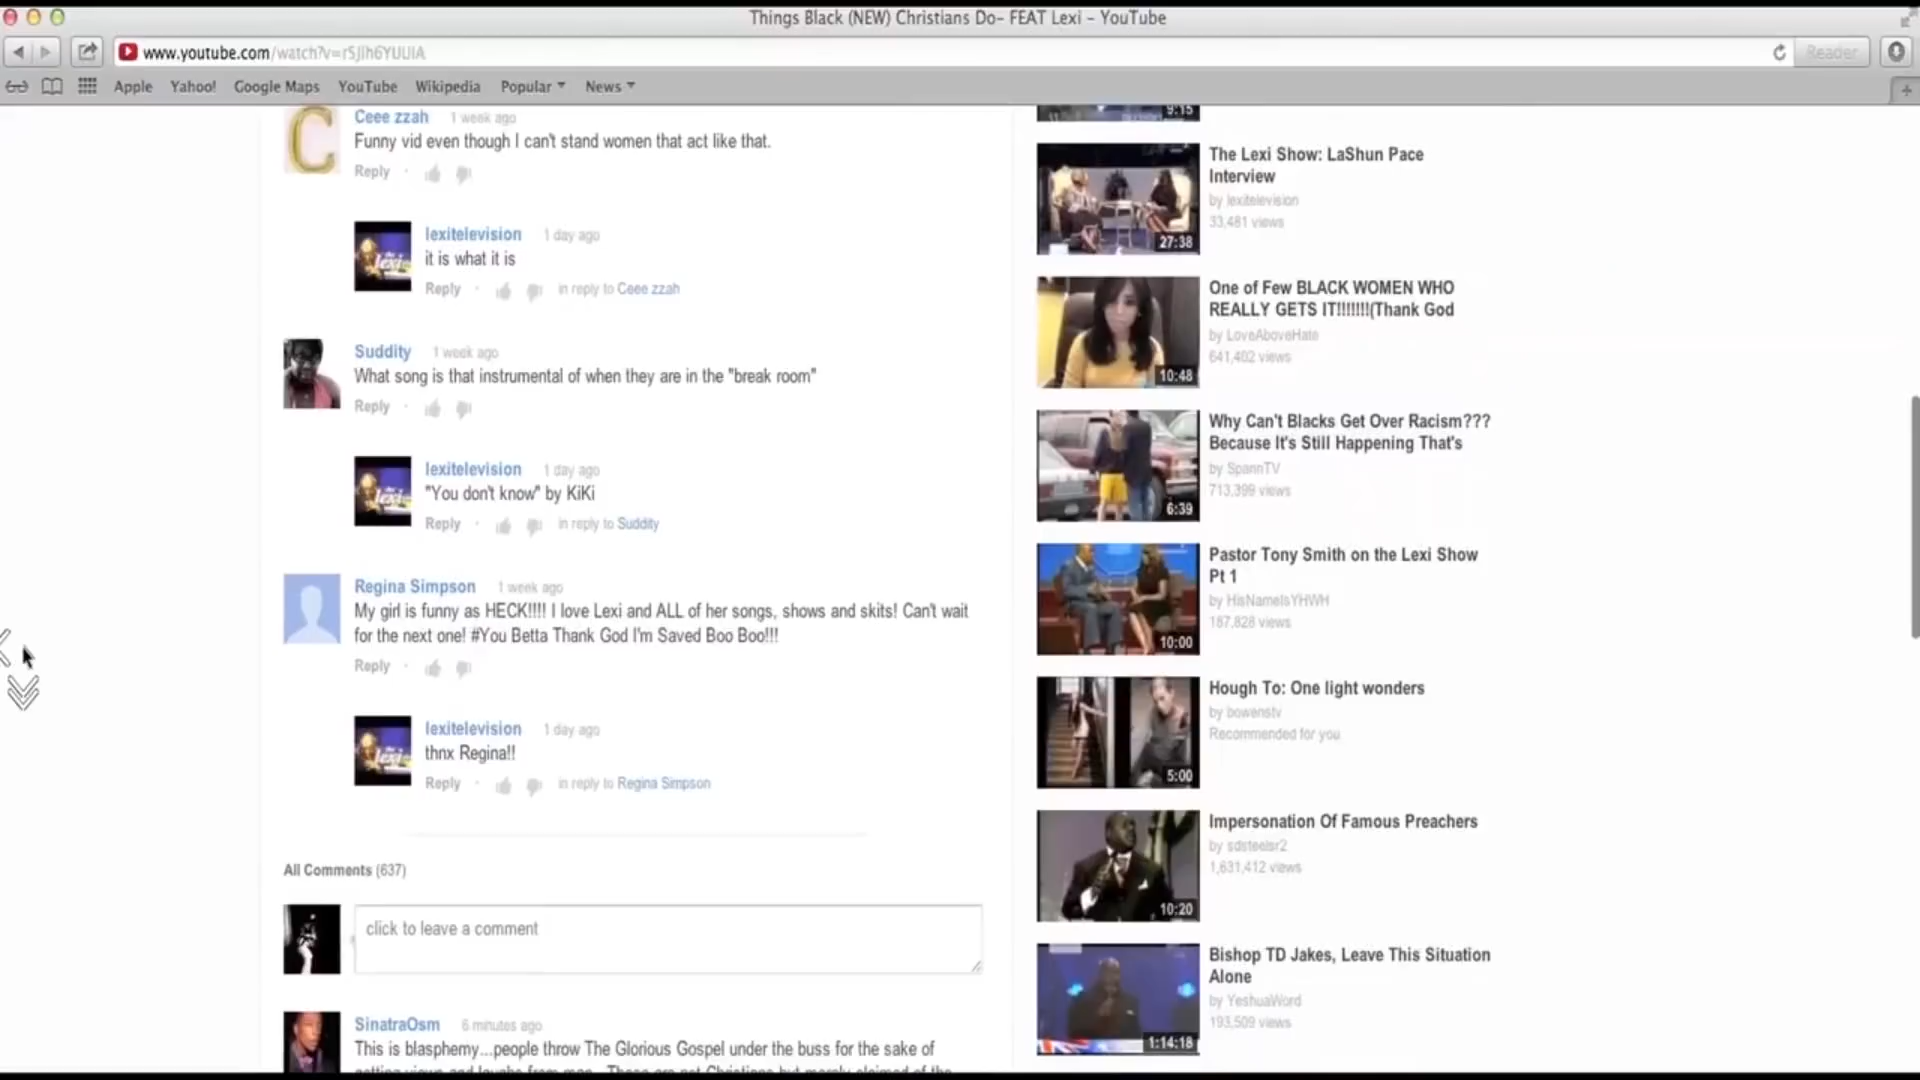 Things Black (NEW) Christians Do- FEAT Lexi - YouTube
www.youtube.com/watch?v=
Reader
Apple Yahoo! Google Maps YouTube Wikipedia Popular News
Ceee zzah 1 week ago
Funny vid even though I can't stand women that act like that.
Reply
lexitelevision 1 day ago
it is what it is
Reply in reply to Ceee zzah
Suddity 1 week ago
What song is that instrumental of when they are in the "break room"
Reply
lexitelevision 1 day ago
"You don't know" by KiKi
Reply in reply to Suddity
Regina Simpson 1 week ago
My girl is funny as HECK!!!! I love Lexi and ALL of her songs, shows and skits! Can't wait
for the next one! #You Betta Thank God I'm Saved Boo Boo!!!
Reply
lexitelevision 1 day ago
thnx Regina!!
Reply in reply to Regina Simpson
All Comments (637)
click to leave a comment
SinatraOsm 6 minutes ago
This is blasphemy...people throw The Glorious Gospel under the buss for the sake of
9:15
The Lexi Show: LaShun Pace
Interview
by lexitelevision
33,481 views
27:38
One of Few BLACK WOMEN WHO
REALLY GETS IT!!!!!!!(Thank God
by LoveAboveHate
641,402 views
10:48
Why Can't Blacks Get Over Racism???
Because It's Still Happening That's
by SpannTV
713,399 views
6:39
Pastor Tony Smith on the Lexi Show
Pt 1
by HisNameIsYHWH
187,828 views
10:00
Hough To: One light wonders
by bowenstv
Recommended for you
5:00
Impersonation Of Famous Preachers
by sdsteelsr2
1,631,412 views
10:20
Bishop TD Jakes, Leave This Situation
Alone
by YeshuaWord
193,509 views
1:14:18